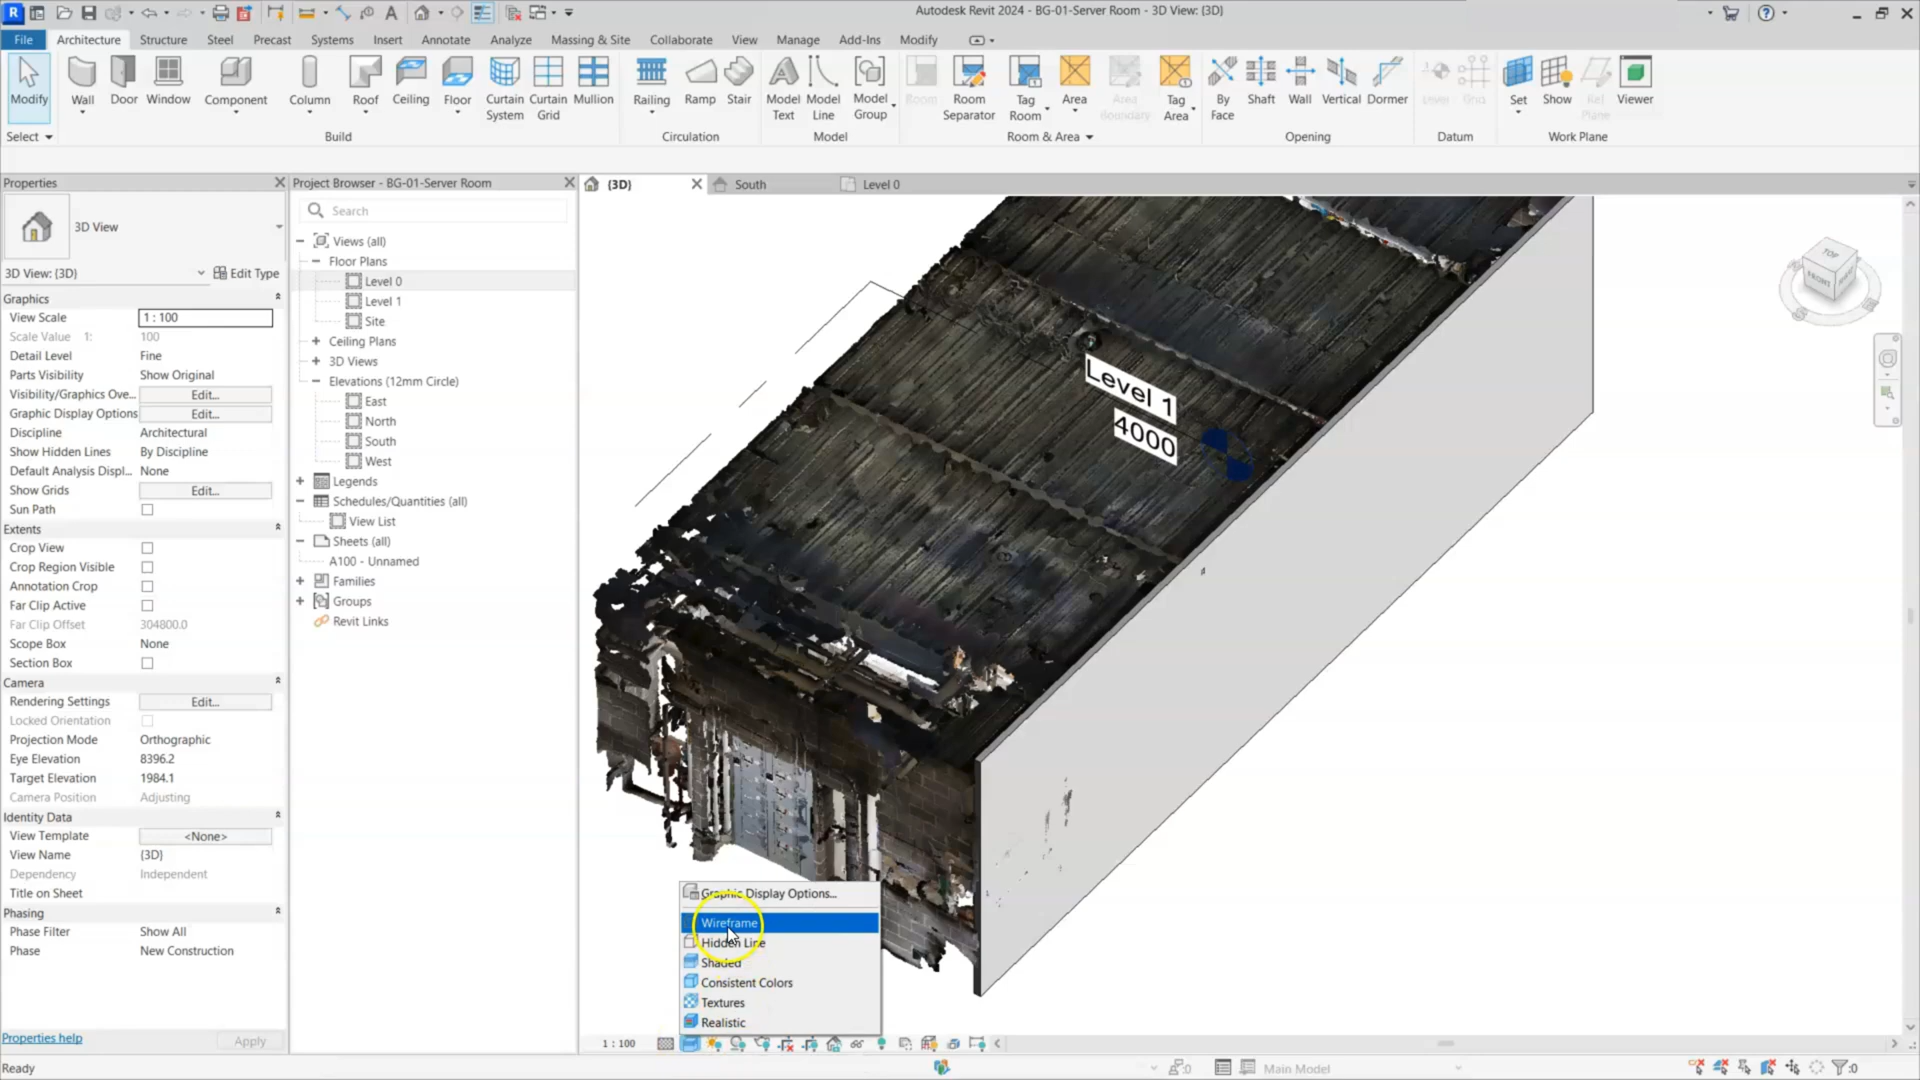 Autodesk Revit 2024 - BG-01-Server Room - 3D View: {3D}
File Architecture Structure Steel Precast Systems Insert Annotate Analyze Massing & Site Collaborate View Manage Add-Ins Modify
Modify
Wall
Door
Window
Component
Column
Roof
Ceiling
Floor
Curtain System
Curtain Grid
Mullion
Railing
Ramp
Stair
Model Text
Model Line
Model Group
Room
Room Separator
Tag Room
Area
Area Boundary
Tag Area
By Face
Shaft
Wall
Vertical
Dormer
Level
Grid
Set
Show
Ref Plane
Viewer
Select
Build
Circulation
Model
Room & Area
Opening
Datum
Work Plane
Properties
3D View
3D View: {3D}
Edit Type
Graphics
View Scale 1 : 100
Scale Value 1: 100
Detail Level Fine
Parts Visibility Show Original
Visibility/Graphics Ove... Edit...
Graphic Display Options Edit...
Discipline Architectural
Show Hidden Lines By Discipline
Default Analysis Displ... None
Show Grids Edit...
Sun Path
Extents
Crop View
Crop Region Visible
Annotation Crop
Far Clip Active
Far Clip Offset 304800.0
Scope Box None
Section Box
Camera
Rendering Settings Edit...
Locked Orientation
Projection Mode Orthographic
Eye Elevation 8396.2
Target Elevation 1984.1
Camera Position Adjusting
Identity Data
View Template <None>
View Name {3D}
Dependency Independent
Title on Sheet
Phasing
Phase Filter Show All
Phase New Construction
Properties help
Apply
Project Browser - BG-01-Server Room
Search
Views (all)
Floor Plans
Level 0
Level 1
Site
Ceiling Plans
3D Views
Elevations (12mm Circle)
East
North
South
West
Legends
Schedules/Quantities (all)
View List
Sheets (all)
A100 - Unnamed
Families
Groups
Revit Links
{3D}
South
Level 0
TOP
FRONT
Level 1
4000
Graphic Display Options...
Wireframe
Hidden Line
Shaded
Consistent Colors
Textures
Realistic
1 : 100
Ready
:0
Main Model
:0